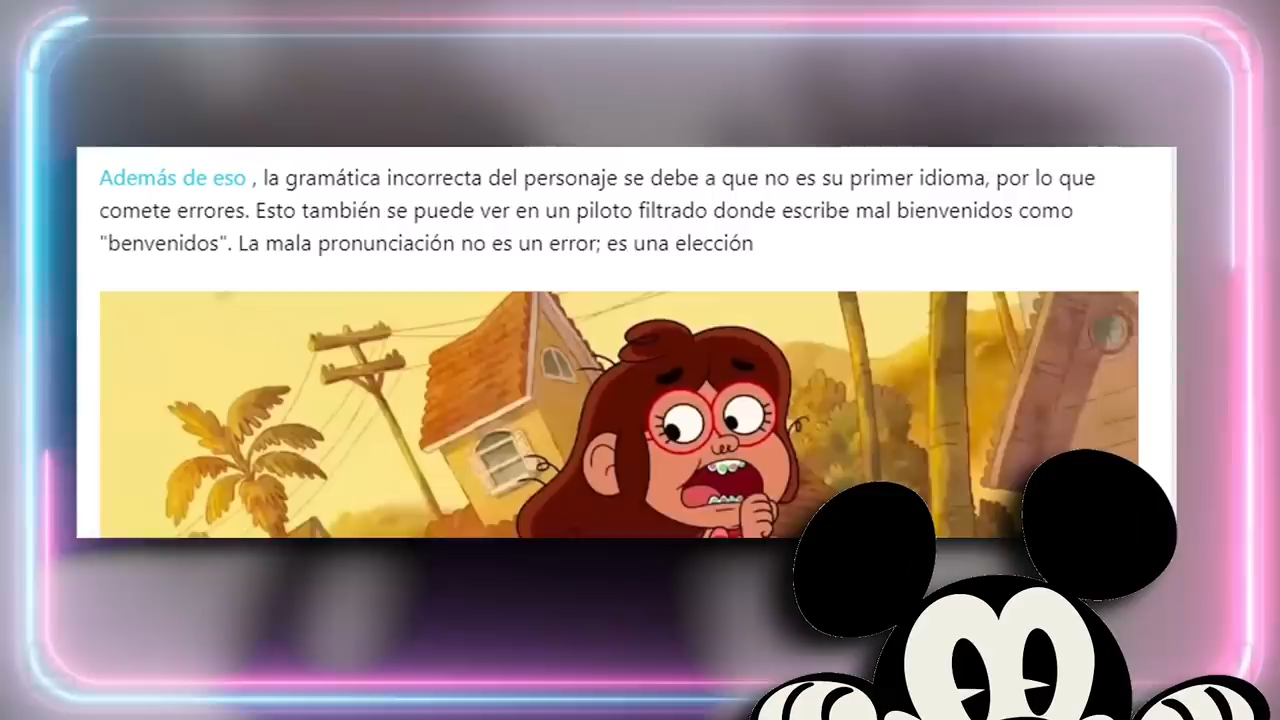 Además de eso , la gramática incorrecta del personaje se debe a que no es su primer idioma, por lo que
comete errores. Esto también se puede ver en un piloto filtrado donde escribe mal bienvenidos como
"benvenidos". La mala pronunciación no es un error; es una elección